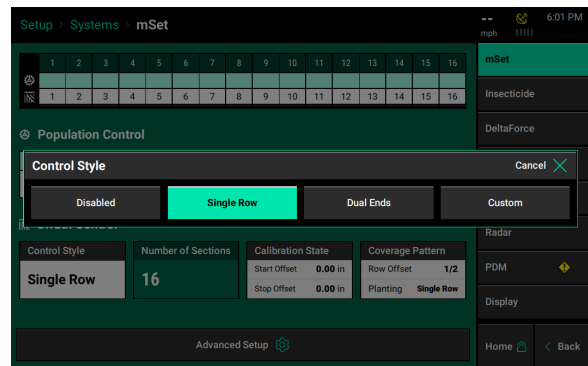 Setup > Systems > mSet
-- mph
6:01 PM
1 2 3 4 5 6 7 8 9 10 11 12 13 14 15 16
1 2 3 4 5 6 7 8 9 10 11 12 13 14 15 16
Population Control
Control Style
Cancel
Disabled
Single Row
Dual Ends
Custom
Control Style
Single Row
Number of Sections
16
Calibration State
Start Offset 0.00 in
Stop Offset 0.00 in
Coverage Pattern
Row Offset 1/2
Planting Single Row
Advanced Setup
mSet
Insecticide
DeltaForce
Radar
PDM
Display
Home
< Back